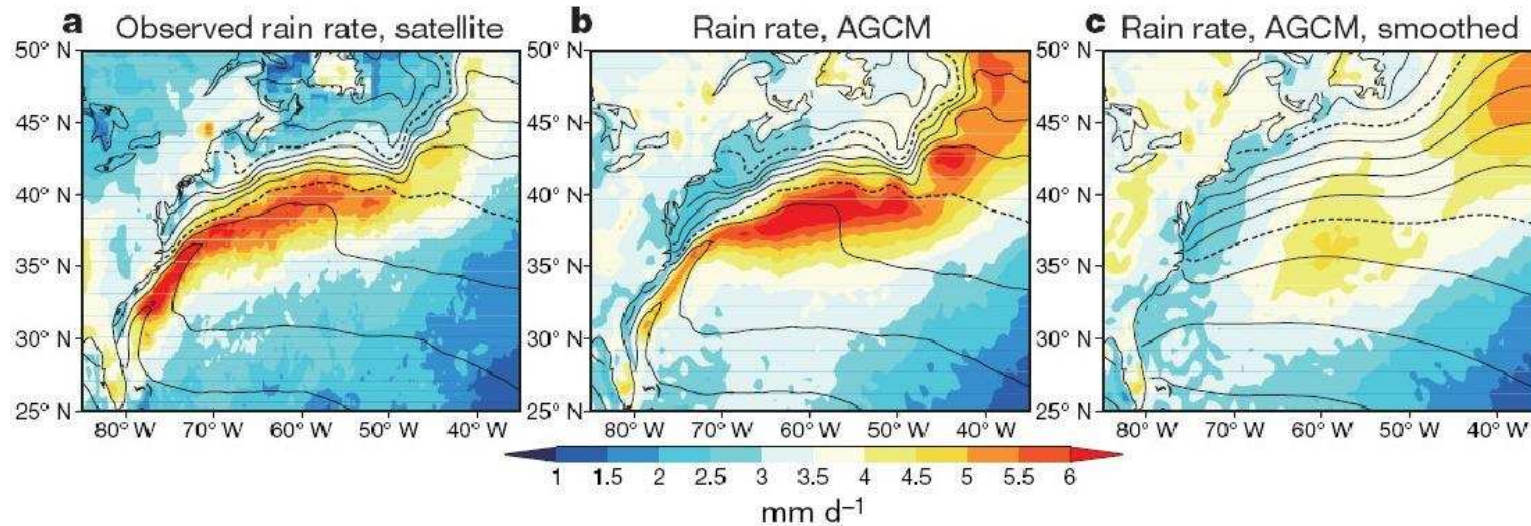 a Observed rain rate, satellite
b Rain rate, AGCM
c Rain rate, AGCM, smoothed
50° N
45° N
40° N
35° N
30° N
25° N
80° W 70° W 60° W 50° W 40° W
50° N
45° N
40° N
35° N
30° N
25° N
80° W 70° W 60° W 50° W 40° W
50° N
45° N
40° N
35° N
30° N
25° N
80° W 70° W 60° W 50° W 40° W
1 1.5 2 2.5 3 3.5 4 4.5 5 5.5 6
mm d⁻¹